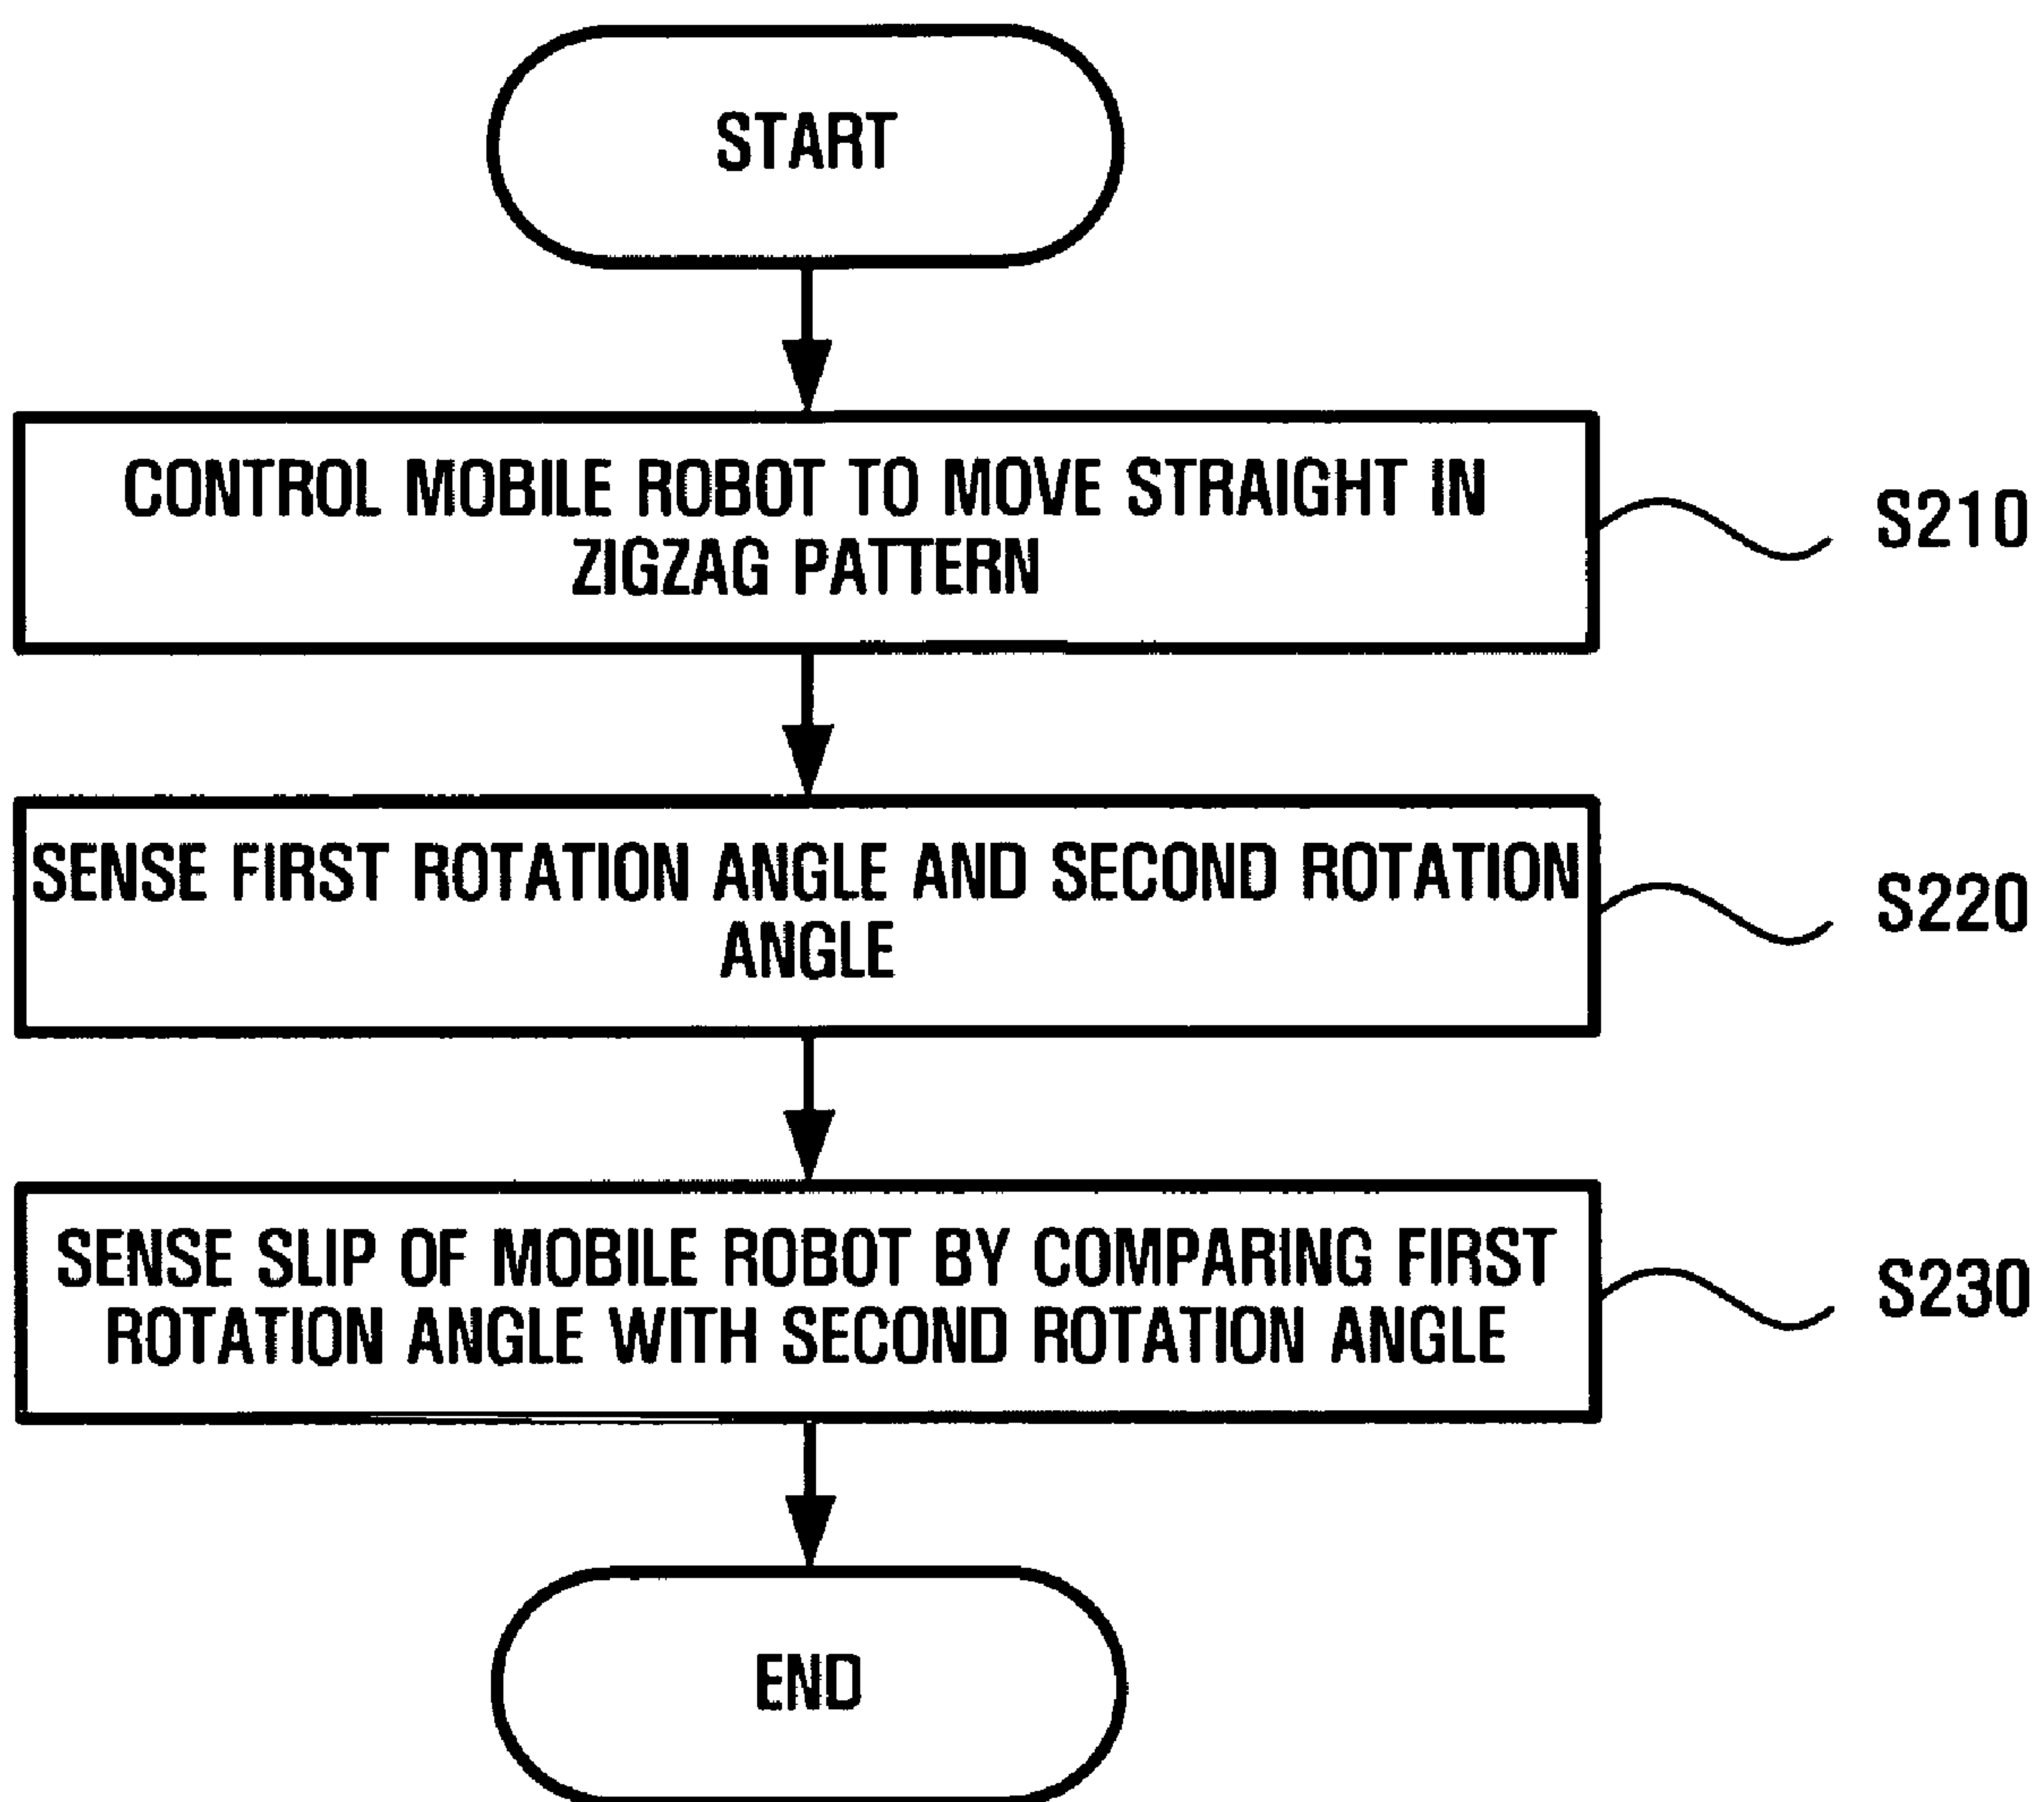 START
CONTROL MOBILE ROBOT TO MOVE STRAIGHT IN
ZIGZAG PATTERN
S210
SENSE FIRST ROTATION ANGLE AND SECOND ROTATION
ANGLE
S220
SENSE SLIP OF MOBILE ROBOT BY COMPARING FIRST
ROTATION ANGLE WITH SECOND ROTATION ANGLE
S230
END